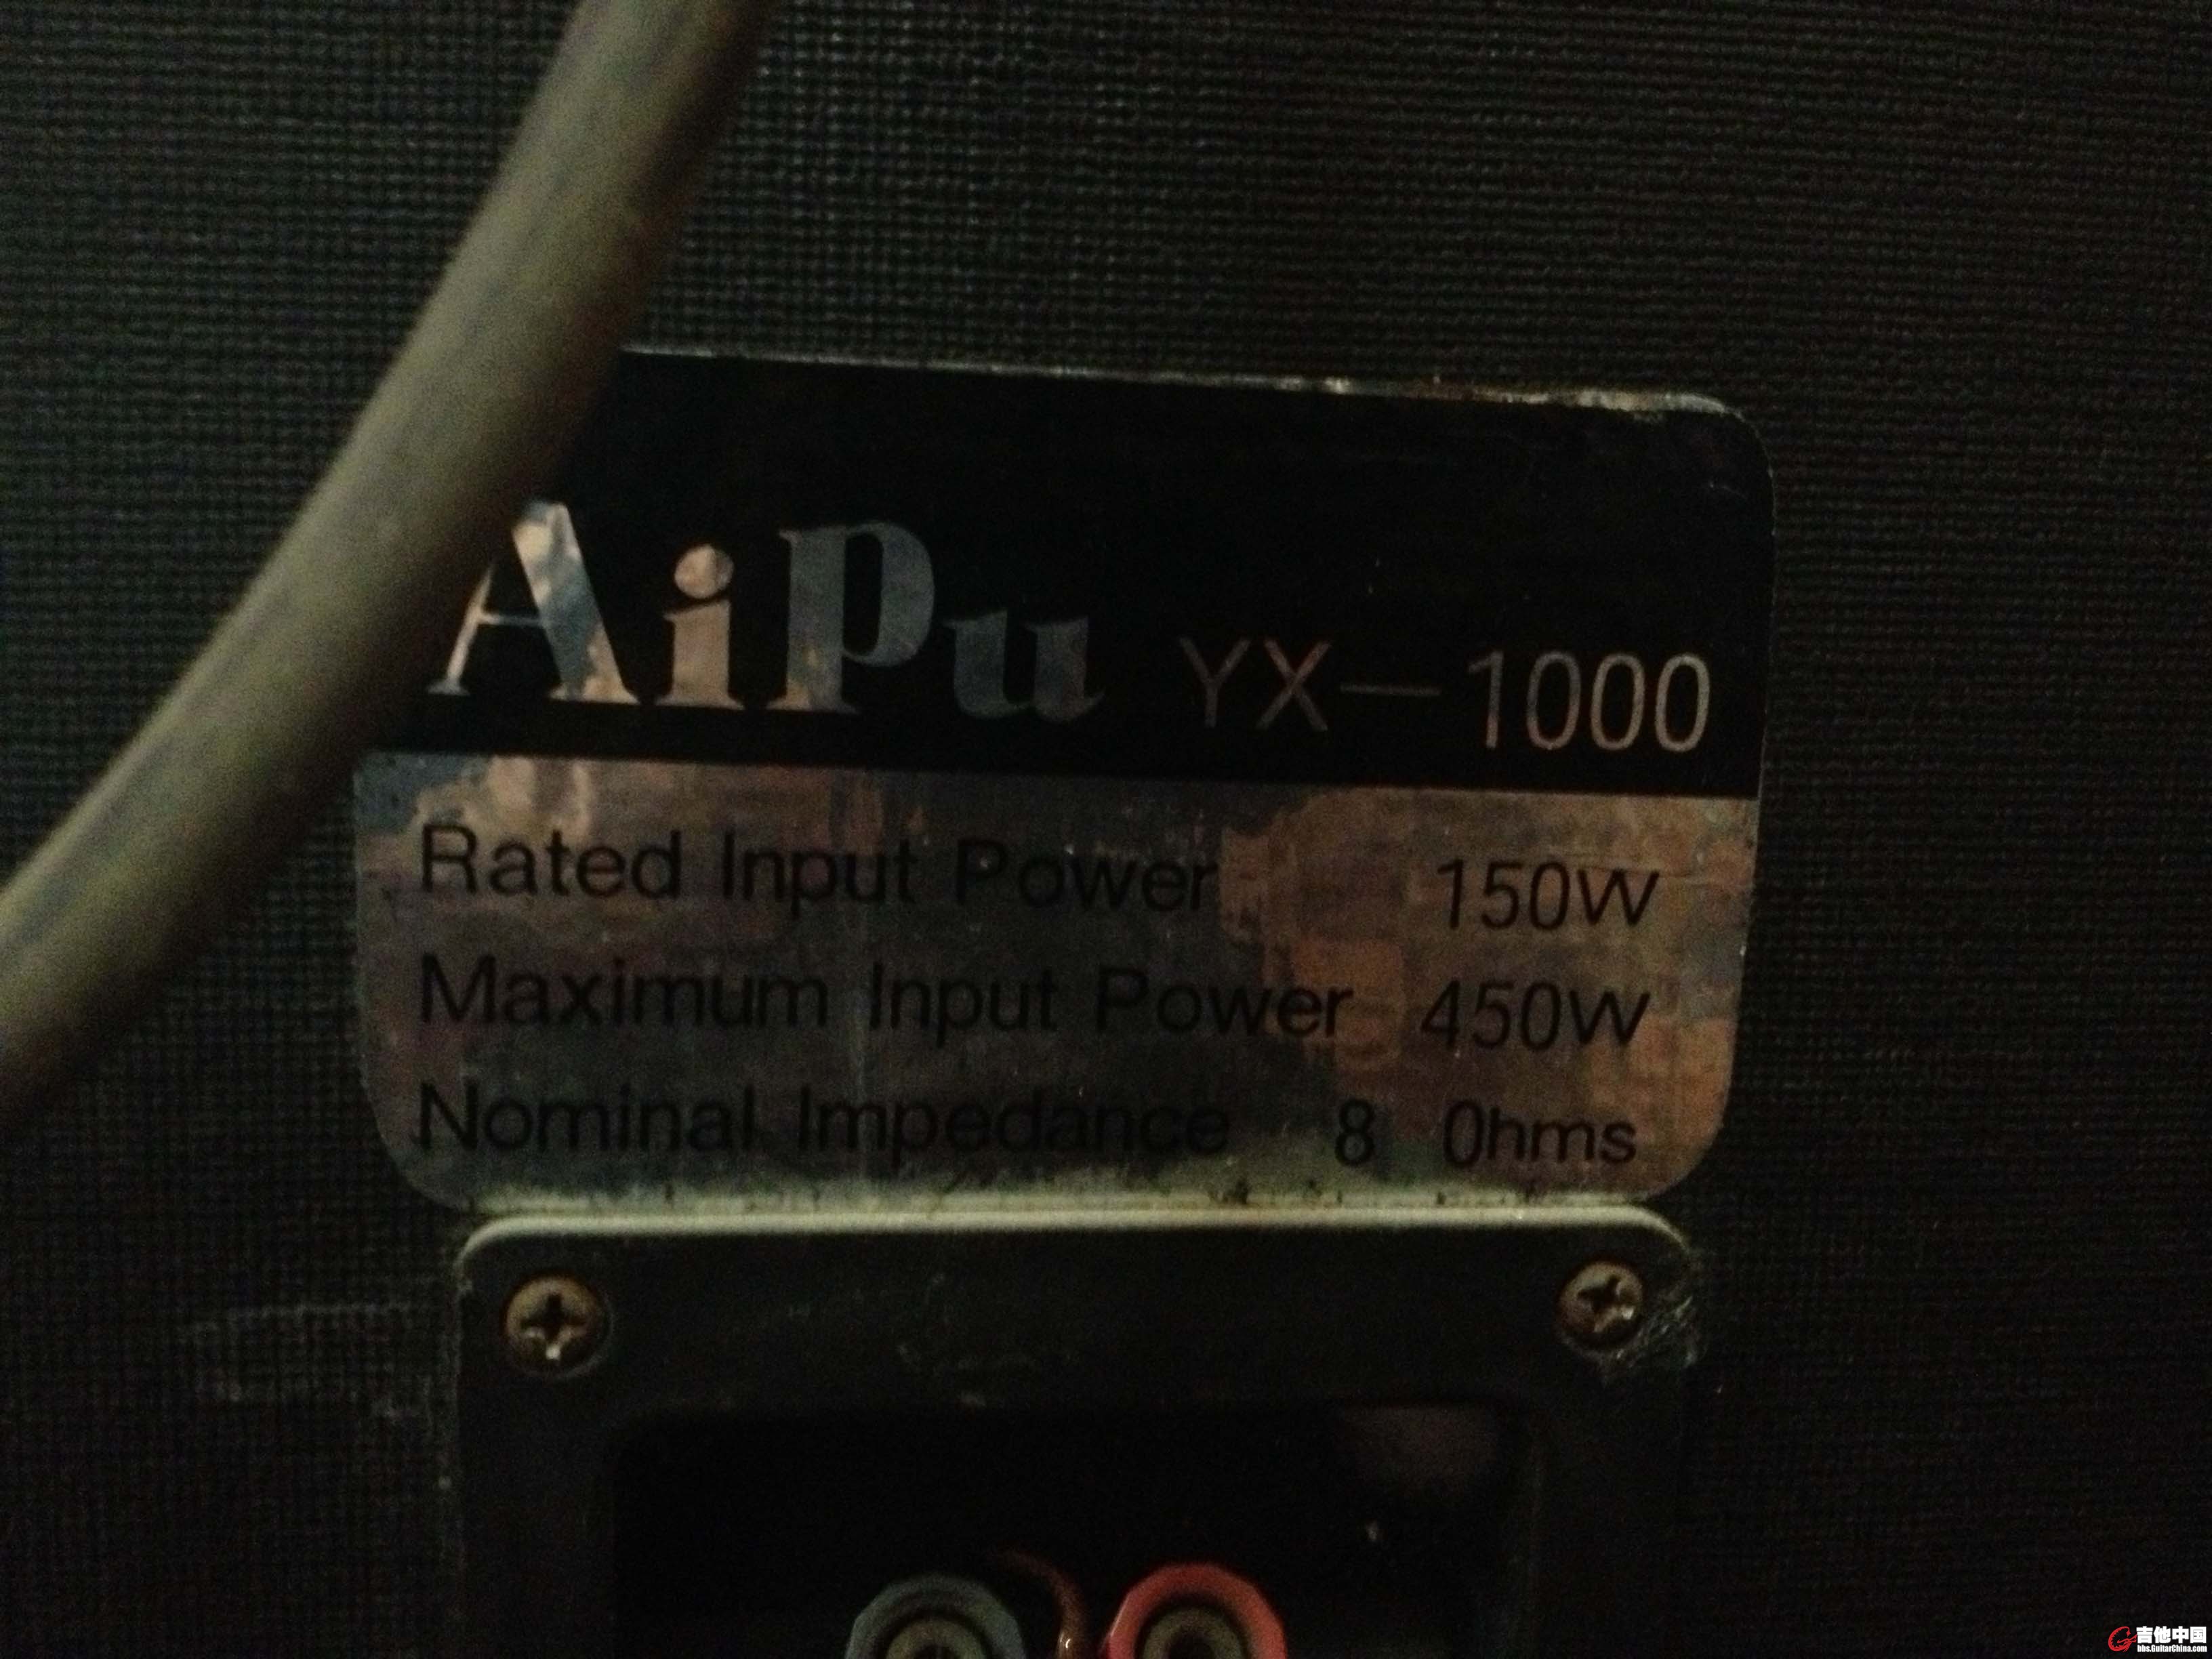 AiPu YX-1000
Rated Input Power 150W
Maximum Input Power 450W
Nominal Impedance 8 Ohms
吉他中国
bbs.GuitarChina.com